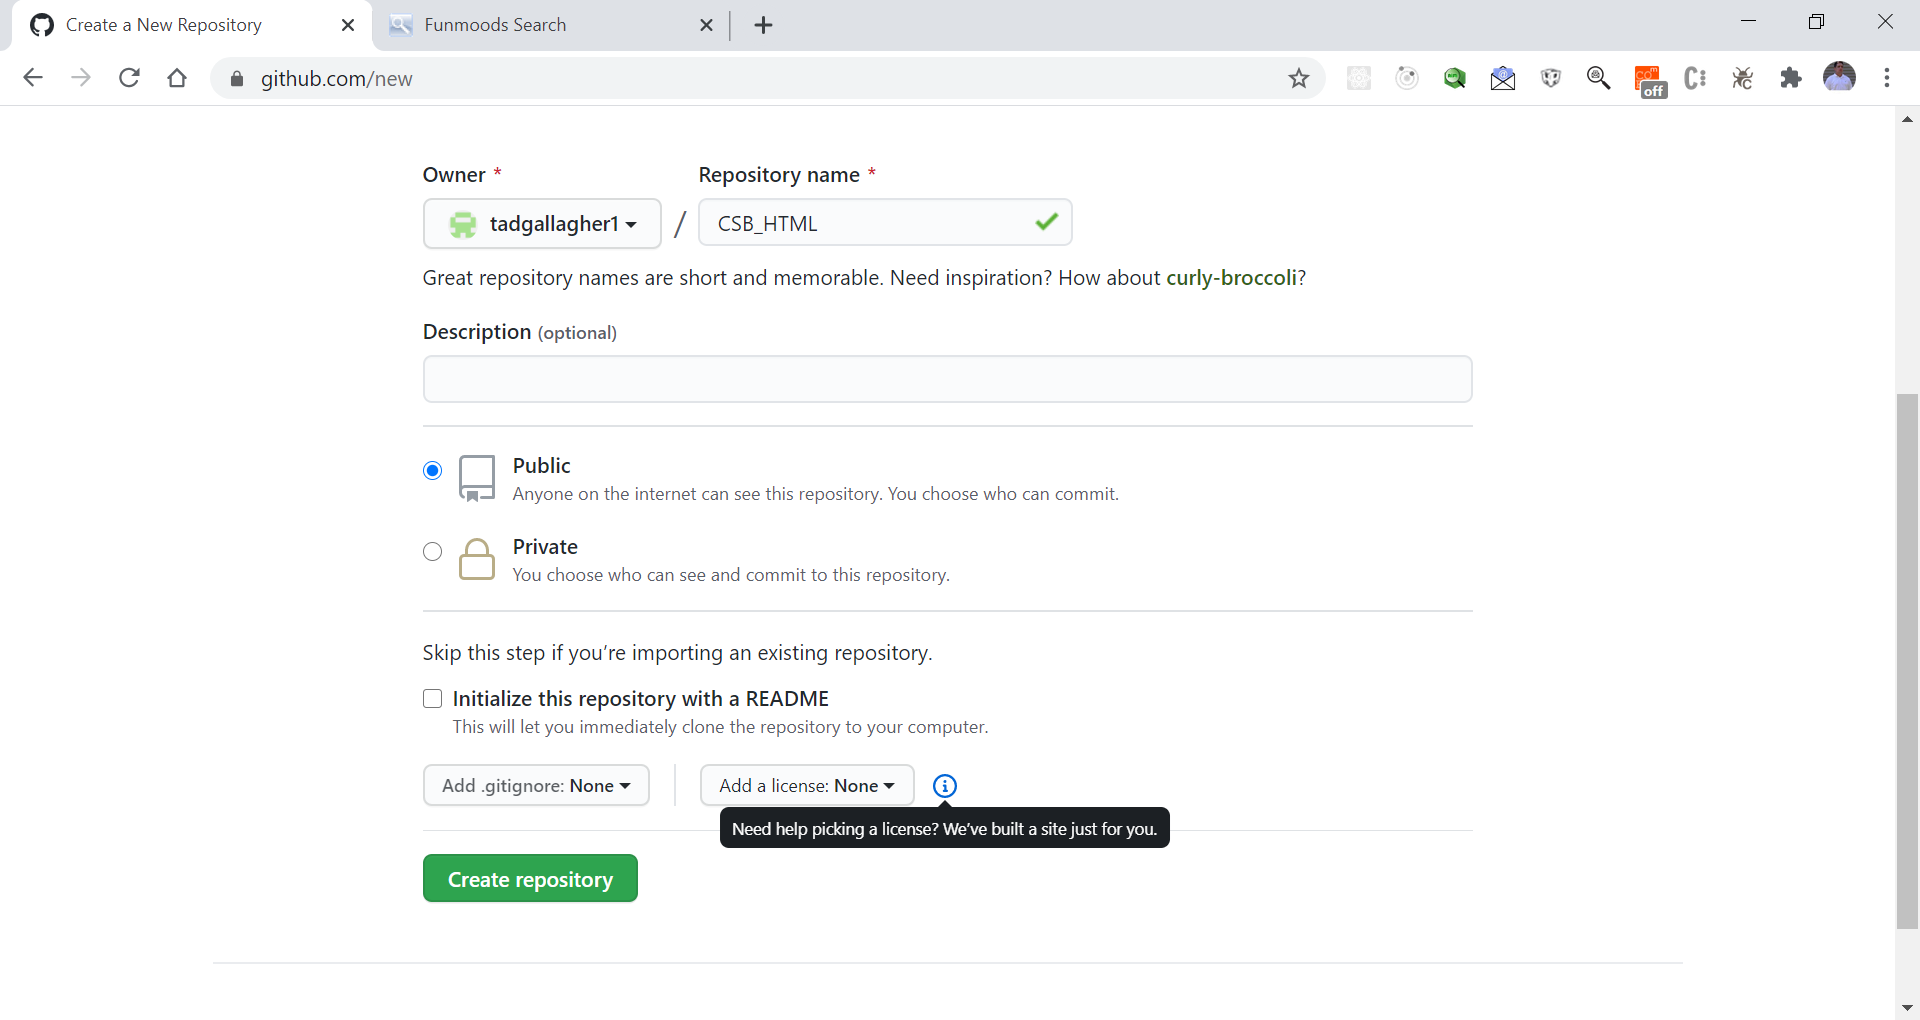 Create a New Repository
Funmoods Search
github.com/new
off
Owner *
Repository name *
tadgallagher1
/
CSB_HTML
Great repository names are short and memorable. Need inspiration? How about curly-broccoli?
Description (optional)
Public
Anyone on the internet can see this repository. You choose who can commit.
Private
You choose who can see and commit to this repository.
Skip this step if you’re importing an existing repository.
Initialize this repository with a README
This will let you immediately clone the repository to your computer.
Add .gitignore: None
Add a license: None
Need help picking a license? We’ve built a site just for you.
Create repository